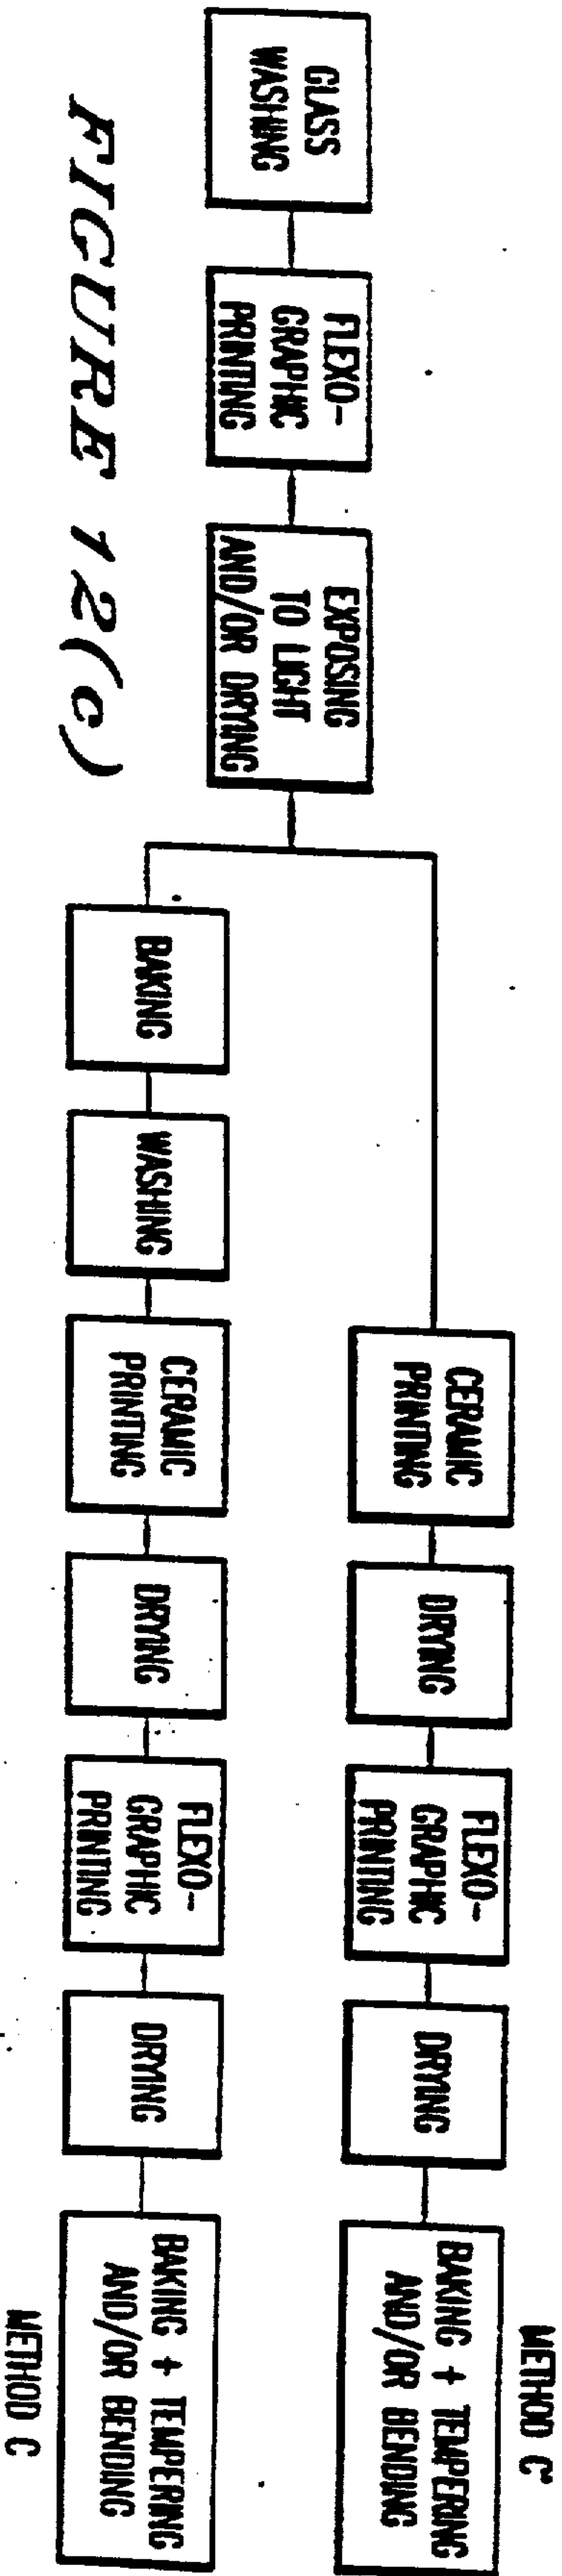 GLASS
WASHING
FLEXO-
GRAPHIC
PRINTING
EXPOSING
TO LIGHT
AND/OR DRYING
CERAMIC
PRINTING
DRYING
FLEXO-
GRAPHIC
PRINTING
DRYING
BAKING + TEMPERING
AND/OR BENDING
METHOD C'
BAKING
WASHING
CERAMIC
PRINTING
DRYING
FLEXO-
GRAPHIC
PRINTING
DRYING
BAKING + TEMPERING
AND/OR BENDING
METHOD C
FIGURE 12(c)